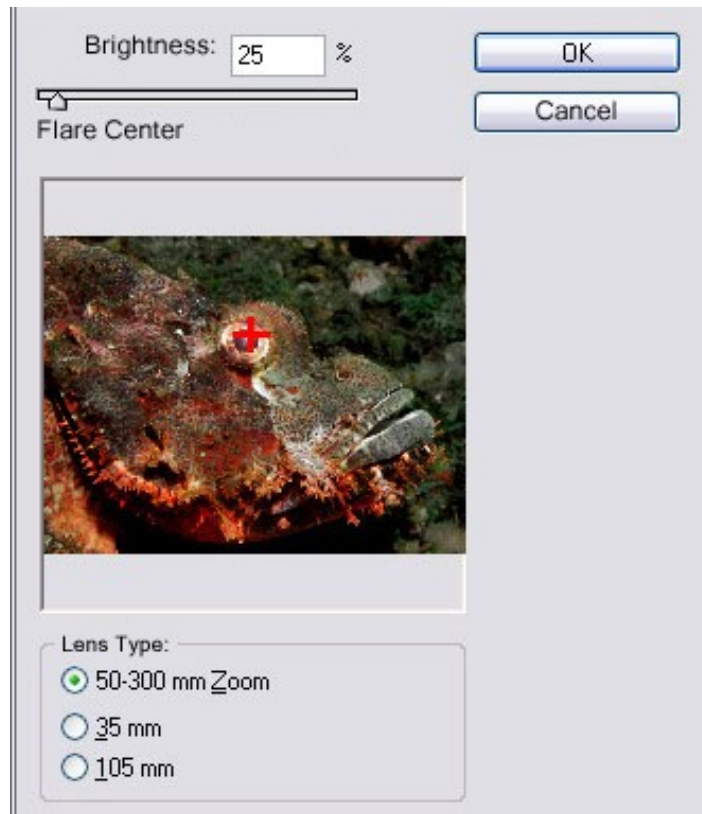 Brightness: 25 %
OK
Cancel
Flare Center
Lens Type:
50-300 mm Zoom
35 mm
105 mm